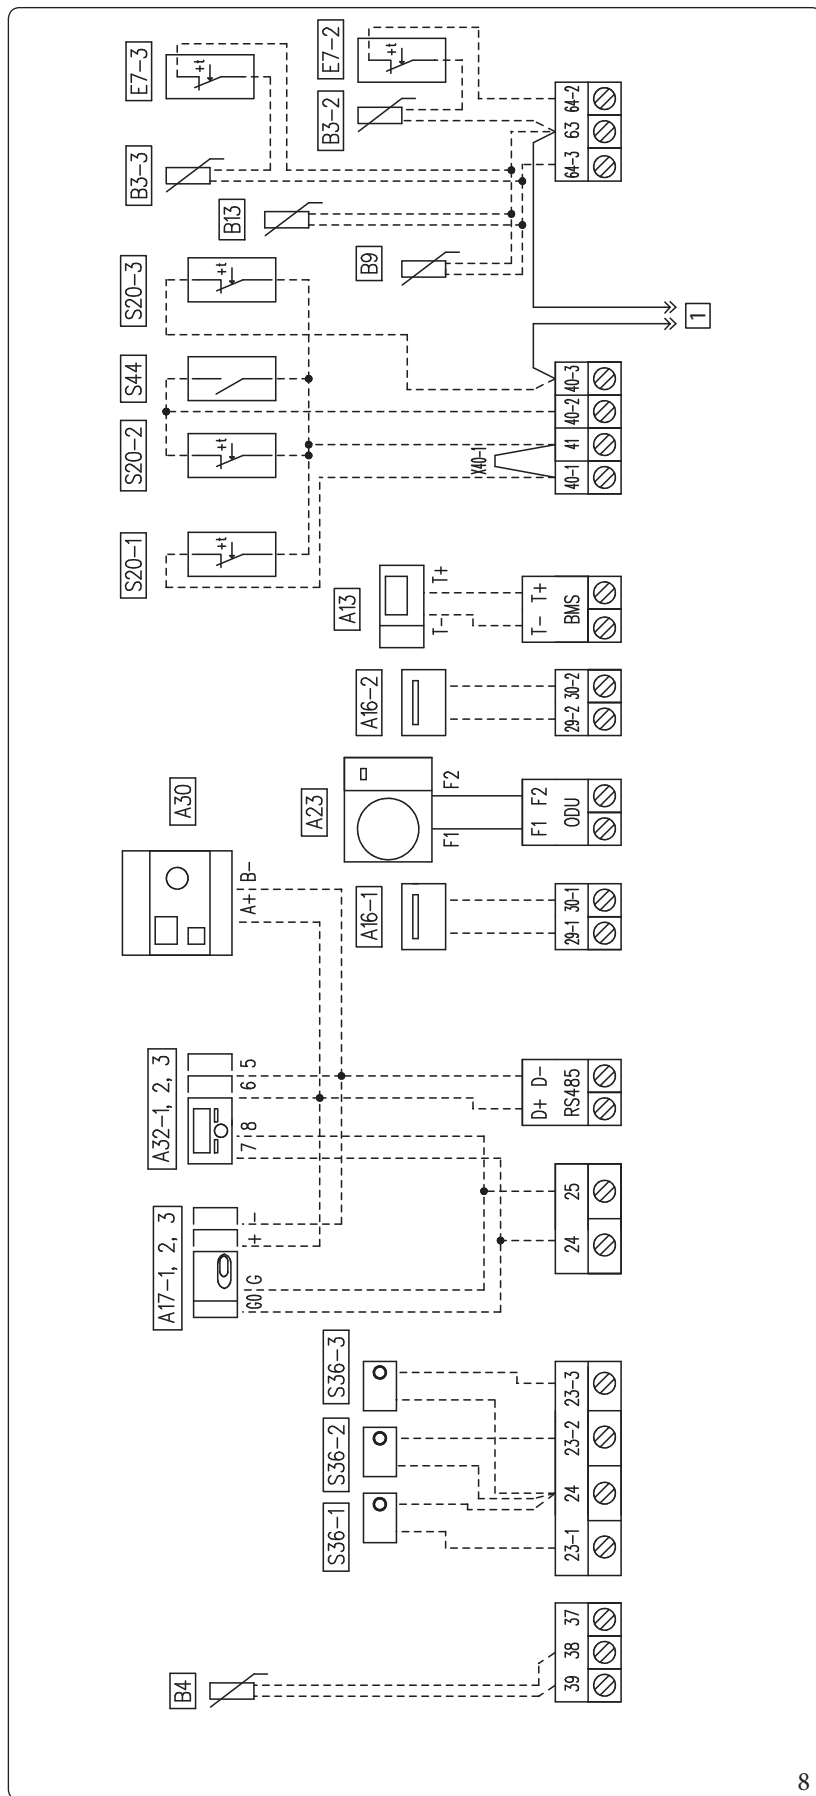 E7-3
E7-2
+t
+t
B3-2
B3-3
64-2
63
64-3
B13
B9
S20-3
+t
1
S44
40-3
40-2
41
40-1
X40-1
S20-2
+t
S20-1
+t
A13
T+
T-
T- T+
BMS
A16-2
29-2 30-2
A30
A23
F2
F1
F1 F2
ODU
B-
A+
A16-1
29-1 30-1
A32-1, 2, 3
6 5
7 8
D+ D-
RS485
A17-1, 2, 3
+ -
G0 G
25
24
S36-3
S36-2
S36-1
23-3
23-2
24
23-1
B4
37
38
39
8